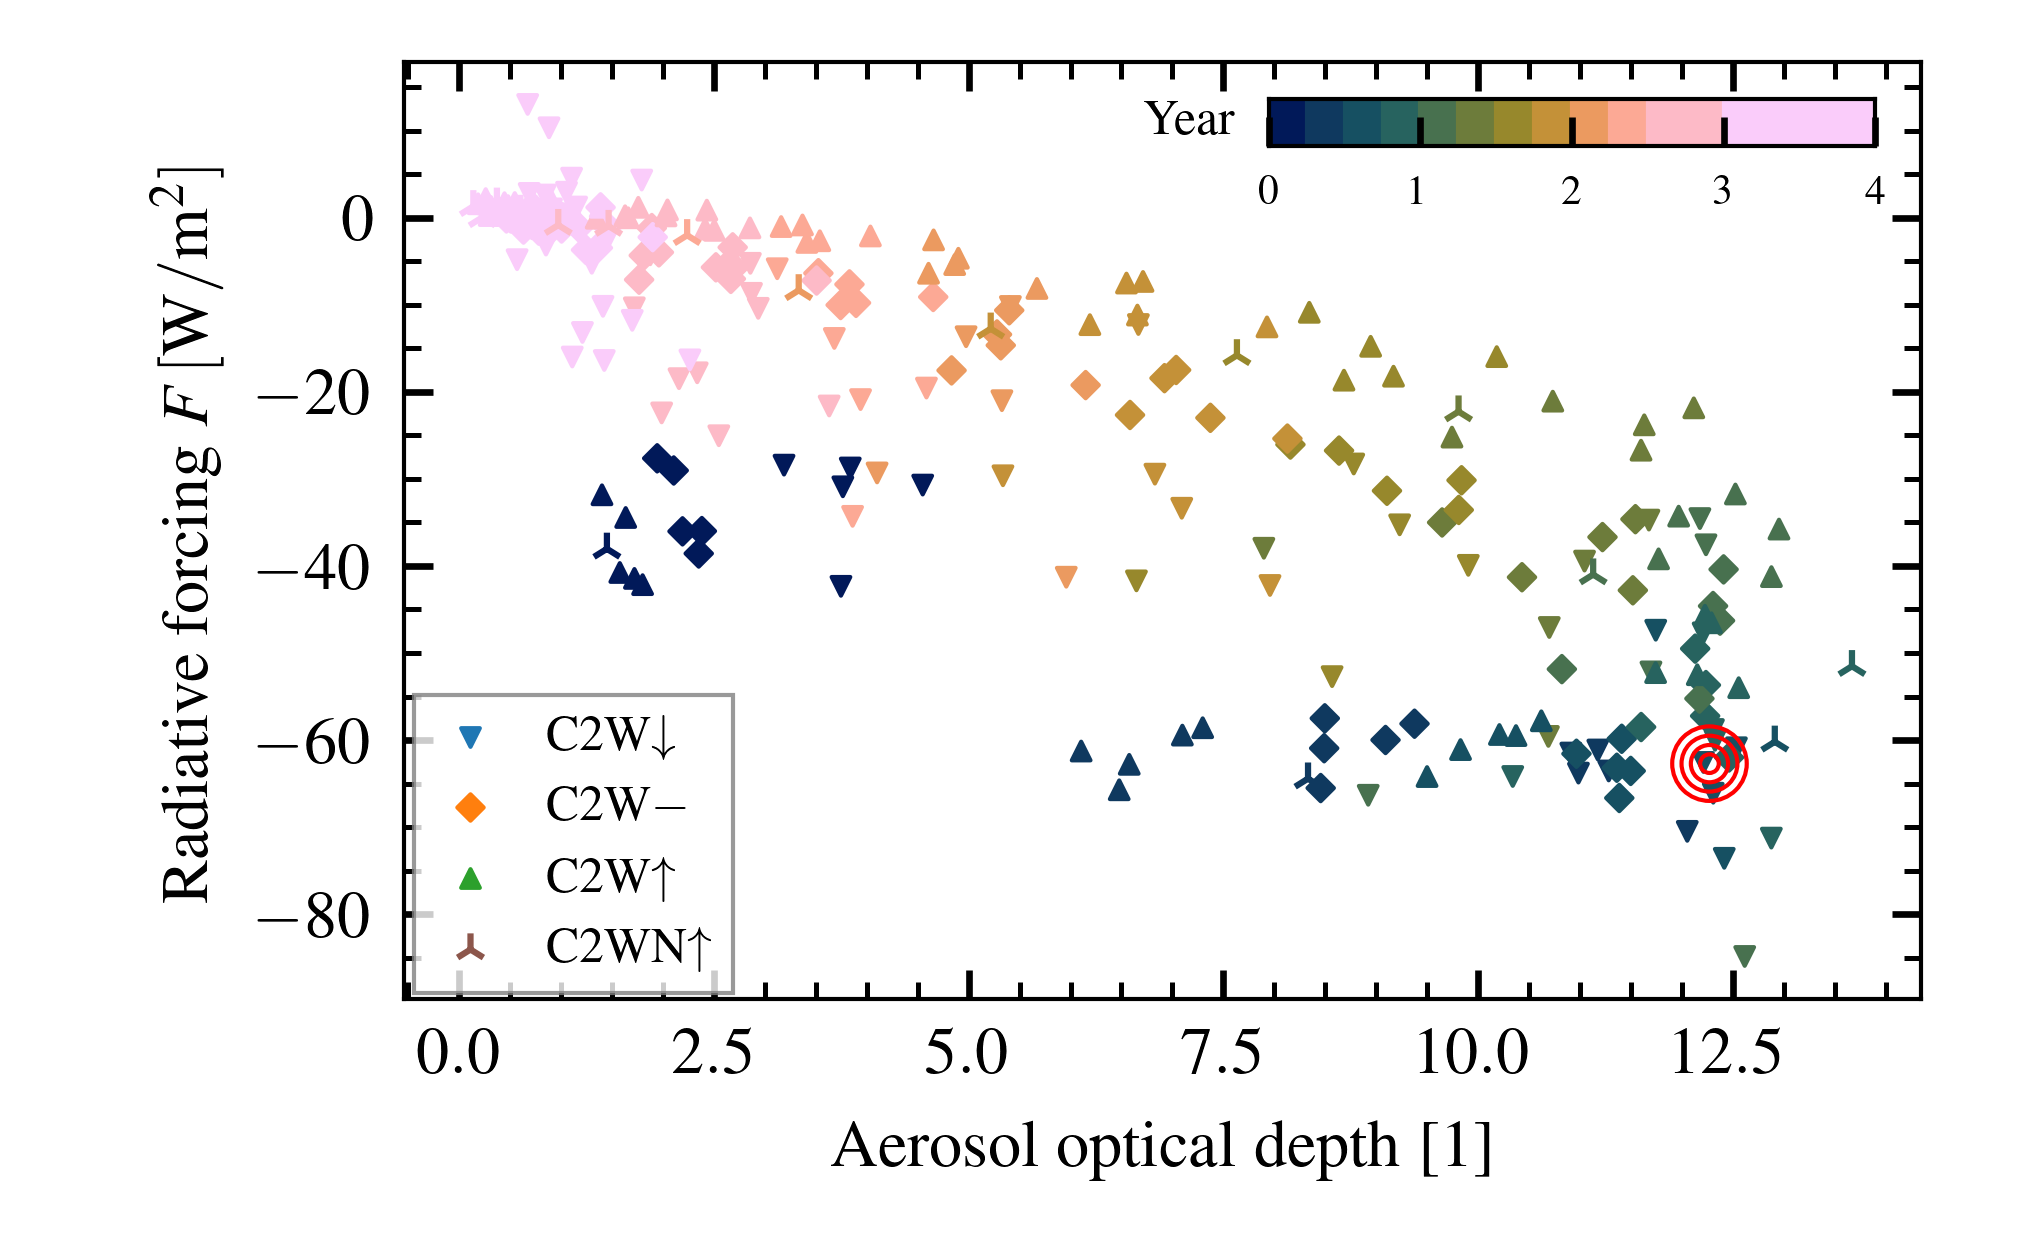 Year
0 1 2 3 4
Radiative forcing F [W/m²]
0
−20
−40
−60
−80
C2W↓
C2W−
C2W↑
C2WN↑
0.0 2.5 5.0 7.5 10.0 12.5
Aerosol optical depth [1]